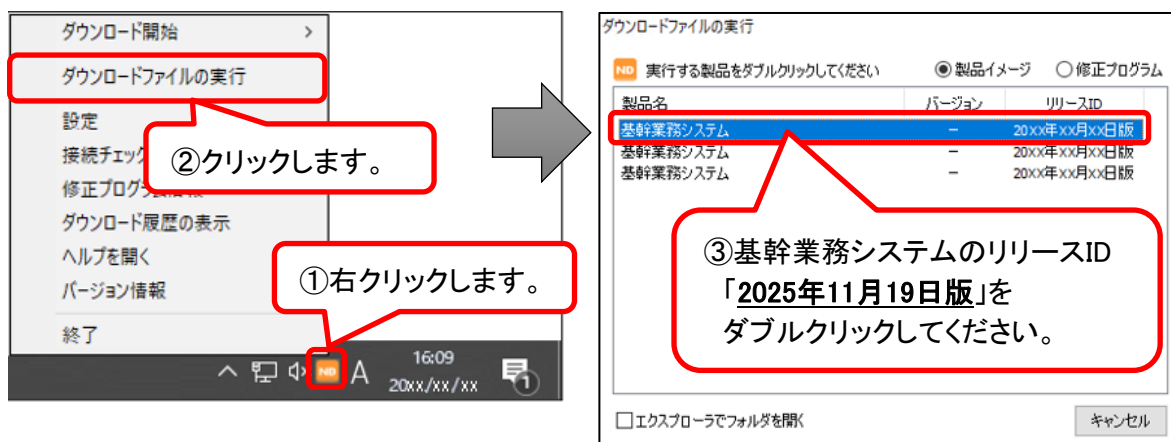 ダウンロード開始 >
ダウンロードファイルの実行
設定
接続チェック
②クリックします。
修正プログラム情報
ダウンロード履歴の表示
ヘルプを開く
①右クリックします。
バージョン情報
終了
ND
A
16:09
20xx/xx/xx
1
ダウンロードファイルの実行
ND 実行する製品をダブルクリックしてください 製品イメージ 修正プログラム
製品名 バージョン リリースID
基幹業務システム － 20xx年xx月xx日版
基幹業務システム － 20xx年xx月xx日版
基幹業務システム － 20xx年xx月xx日版
③基幹業務システムのリリースID
「2025年11月19日版」を
ダブルクリックしてください。
エクスプローラでフォルダを開く キャンセル